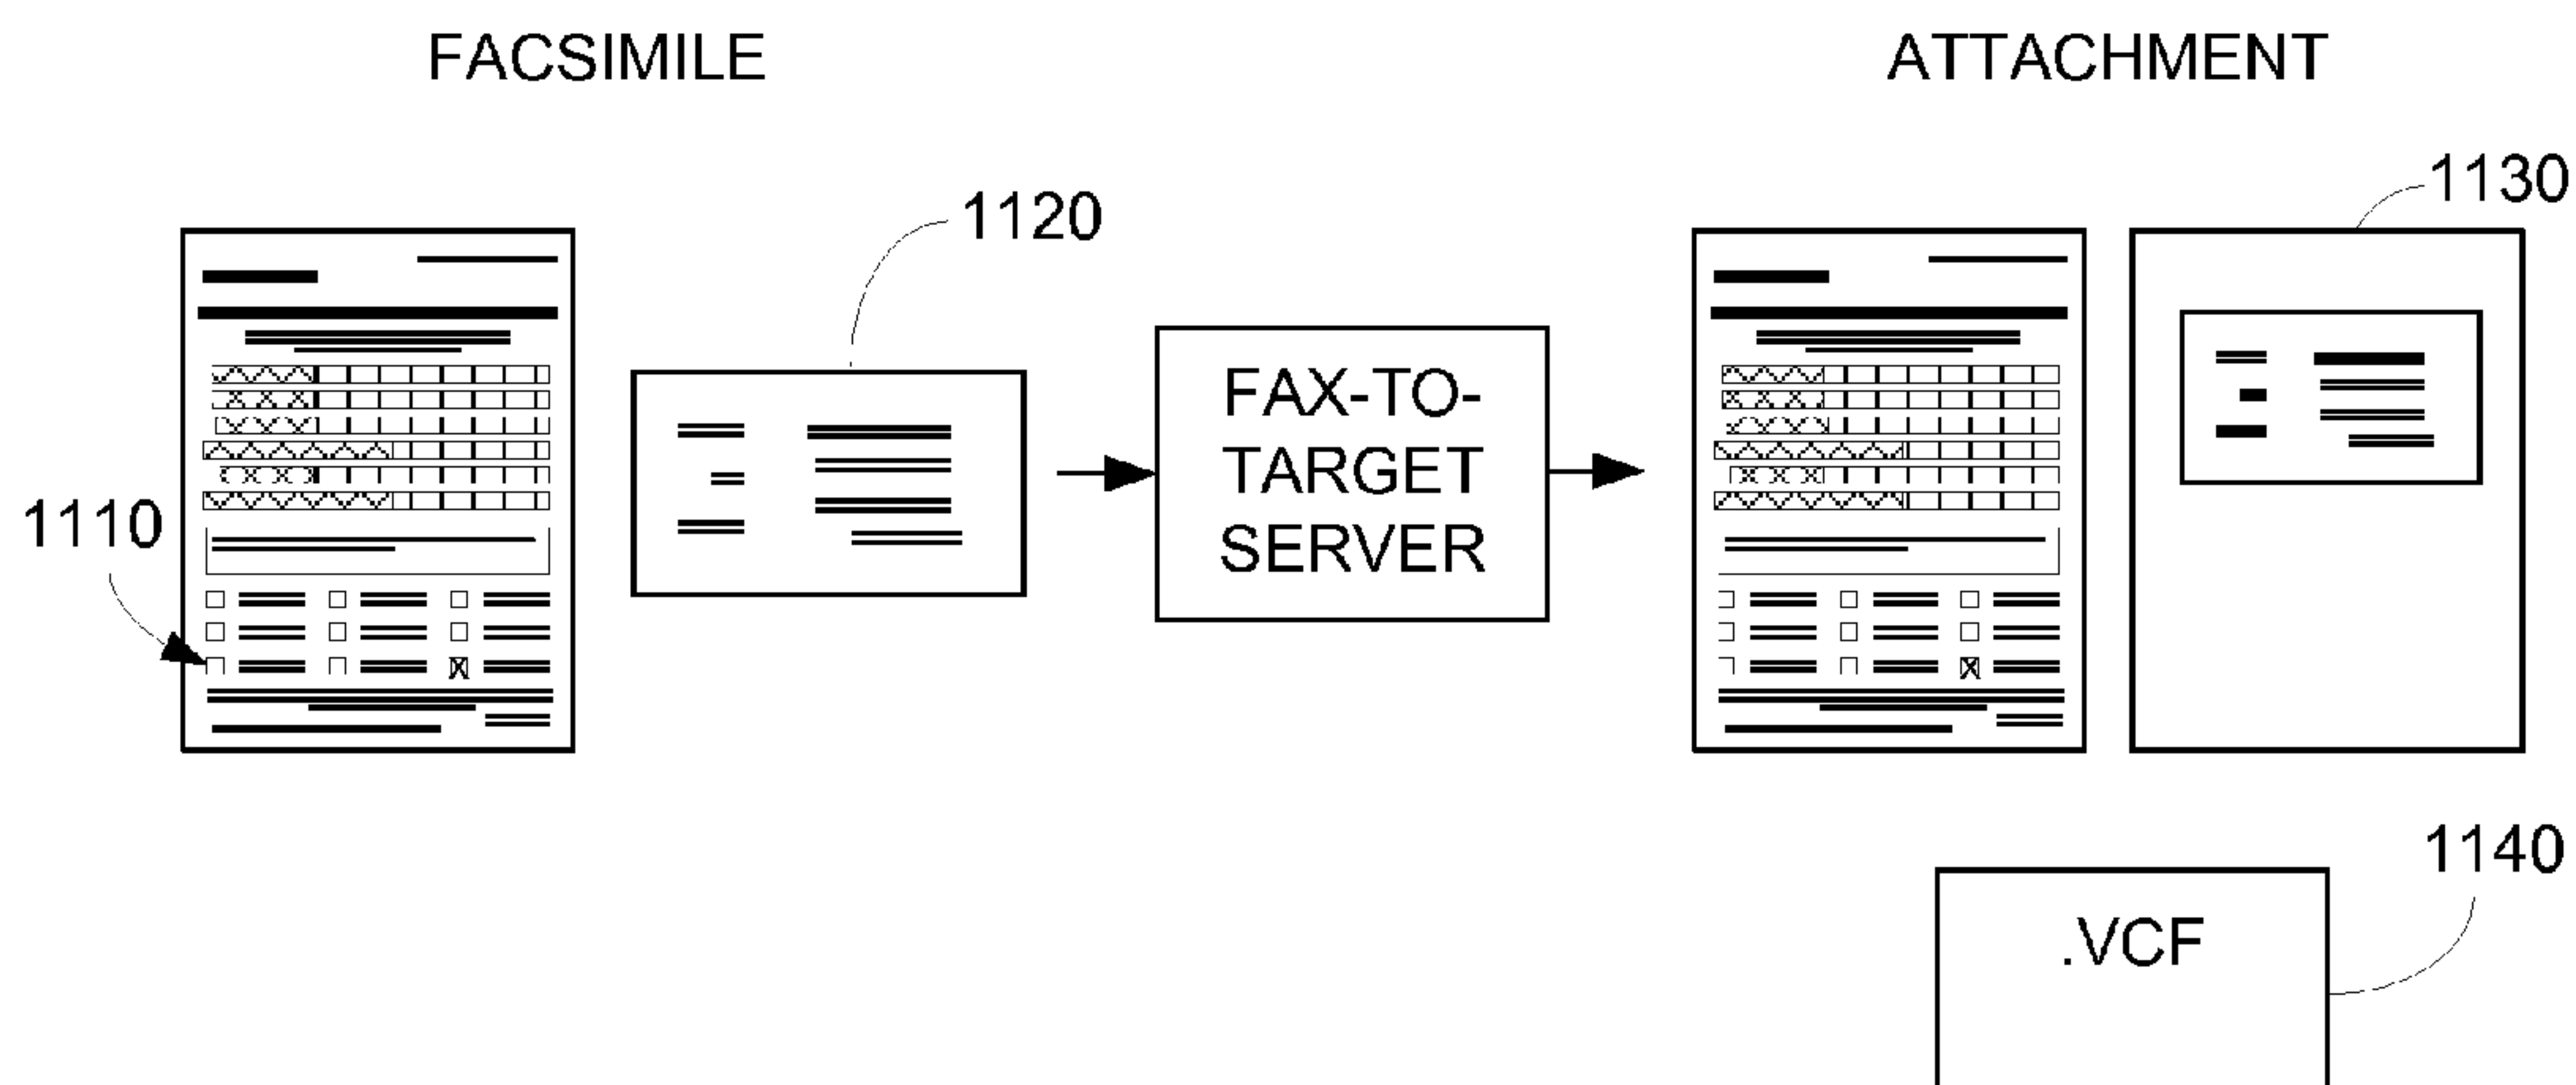 FACSIMILE
ATTACHMENT
1130
1120
FAX-TO-
TARGET
SERVER
1110
1140
.VCF